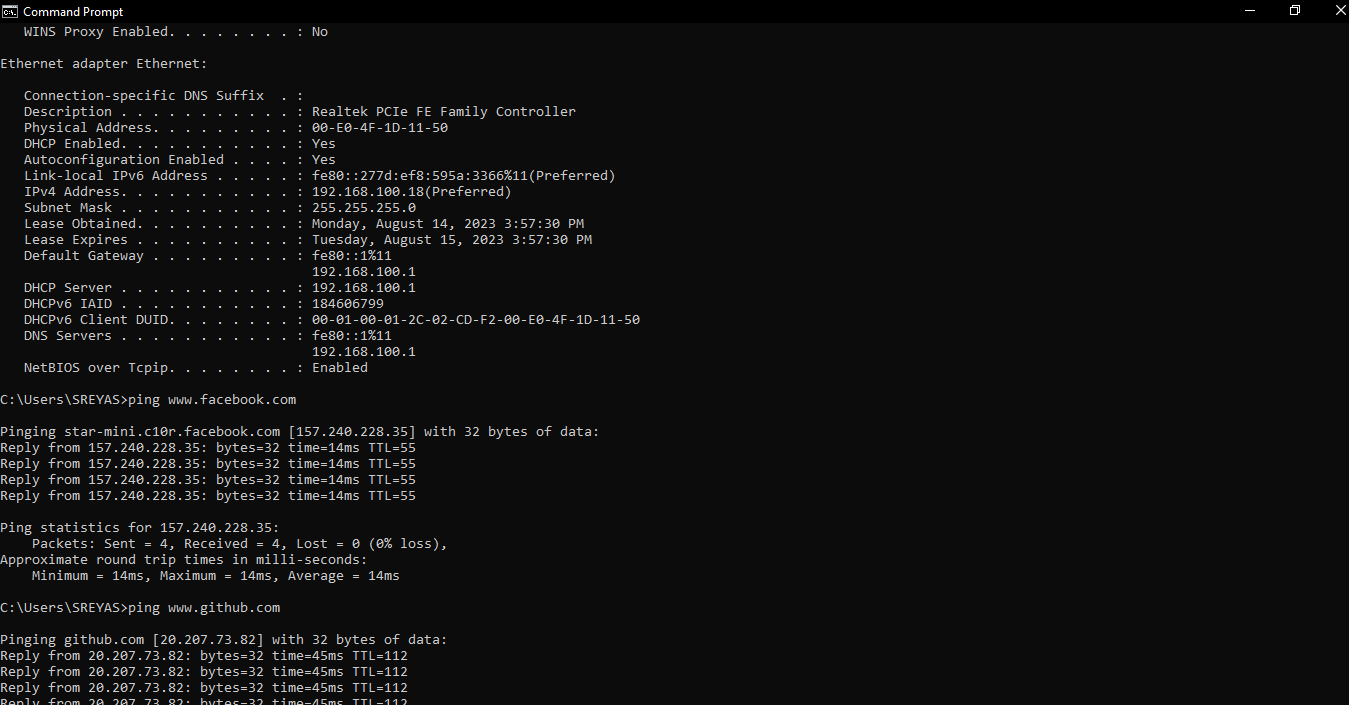 Command Prompt
WINS Proxy Enabled. . . . . . . . : No
Ethernet adapter Ethernet:
Connection-specific DNS Suffix  . :
Description . . . . . . . . . . . : Realtek PCIe FE Family Controller
Physical Address. . . . . . . . . : 00-E0-4F-1D-11-50
DHCP Enabled. . . . . . . . . . . : Yes
Autoconfiguration Enabled . . . . : Yes
Link-local IPv6 Address . . . . . : fe80::277d:ef8:595a:3366%11(Preferred)
IPv4 Address. . . . . . . . . . . : 192.168.100.18(Preferred)
Subnet Mask . . . . . . . . . . . : 255.255.255.0
Lease Obtained. . . . . . . . . . : Monday, August 14, 2023 3:57:30 PM
Lease Expires . . . . . . . . . . : Tuesday, August 15, 2023 3:57:30 PM
Default Gateway . . . . . . . . . : fe80::1%11
192.168.100.1
DHCP Server . . . . . . . . . . . : 192.168.100.1
DHCPv6 IAID . . . . . . . . . . . : 184606799
DHCPv6 Client DUID. . . . . . . . : 00-01-00-01-2C-02-CD-F2-00-E0-4F-1D-11-50
DNS Servers . . . . . . . . . . . : fe80::1%11
192.168.100.1
NetBIOS over Tcpip. . . . . . . . : Enabled
C:\Users\SREYAS>ping www.facebook.com
Pinging star-mini.c10r.facebook.com [157.240.228.35] with 32 bytes of data:
Reply from 157.240.228.35: bytes=32 time=14ms TTL=55
Reply from 157.240.228.35: bytes=32 time=14ms TTL=55
Reply from 157.240.228.35: bytes=32 time=14ms TTL=55
Reply from 157.240.228.35: bytes=32 time=14ms TTL=55
Ping statistics for 157.240.228.35:
Packets: Sent = 4, Received = 4, Lost = 0 (0% loss),
Approximate round trip times in milli-seconds:
Minimum = 14ms, Maximum = 14ms, Average = 14ms
C:\Users\SREYAS>ping www.github.com
Pinging github.com [20.207.73.82] with 32 bytes of data:
Reply from 20.207.73.82: bytes=32 time=45ms TTL=112
Reply from 20.207.73.82: bytes=32 time=45ms TTL=112
Reply from 20.207.73.82: bytes=32 time=45ms TTL=112
Reply from 20.207.73.82: bytes=32 time=45ms TTL=112